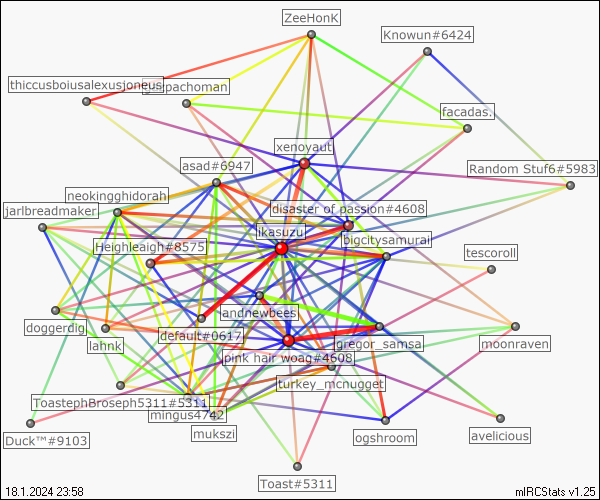 ZeeHonK
Knowun#6424
thiccusboiusalexusjoneus
gazpachoman
facadas.
xenoyaut
asad#6947
Random Stuf6#5983
neokingghidorah
jarlbreadmaker
disaster of passion#4608
ikasuzu
bigcitysamurai
Heighleigh#8575
tescoroll
andnewbees
doggerdig
lahnk
default#0617
gregor_samsa
moonraven
pink hair woag#4608
turkey_mcnugget
ToastephBroseph5311#5311
mingus4742
mukszi
Duck™#9103
ogshroom
avelicious
Toast#5311
18.1.2024 23:58
mIRCStats v1.25